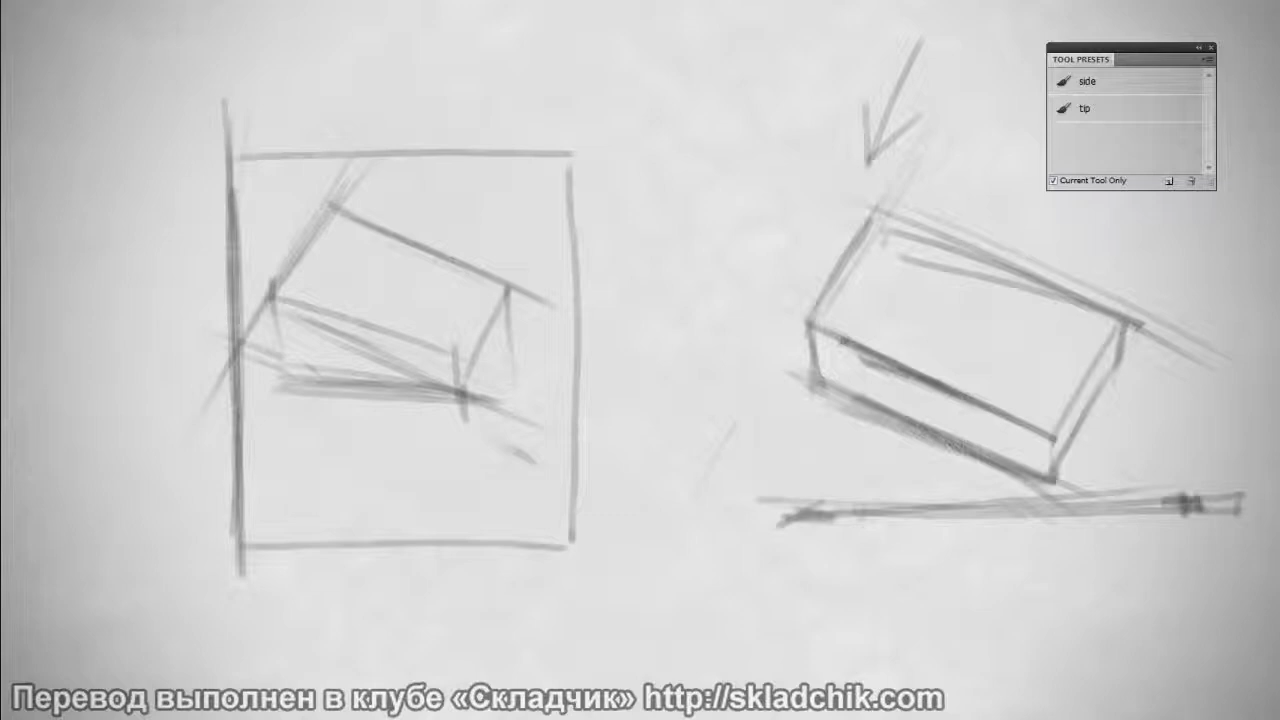 TOOL PRESETS
side
tip
Current Tool Only
Перевод выполнен в клубе «Складчик» http://skladchik.com